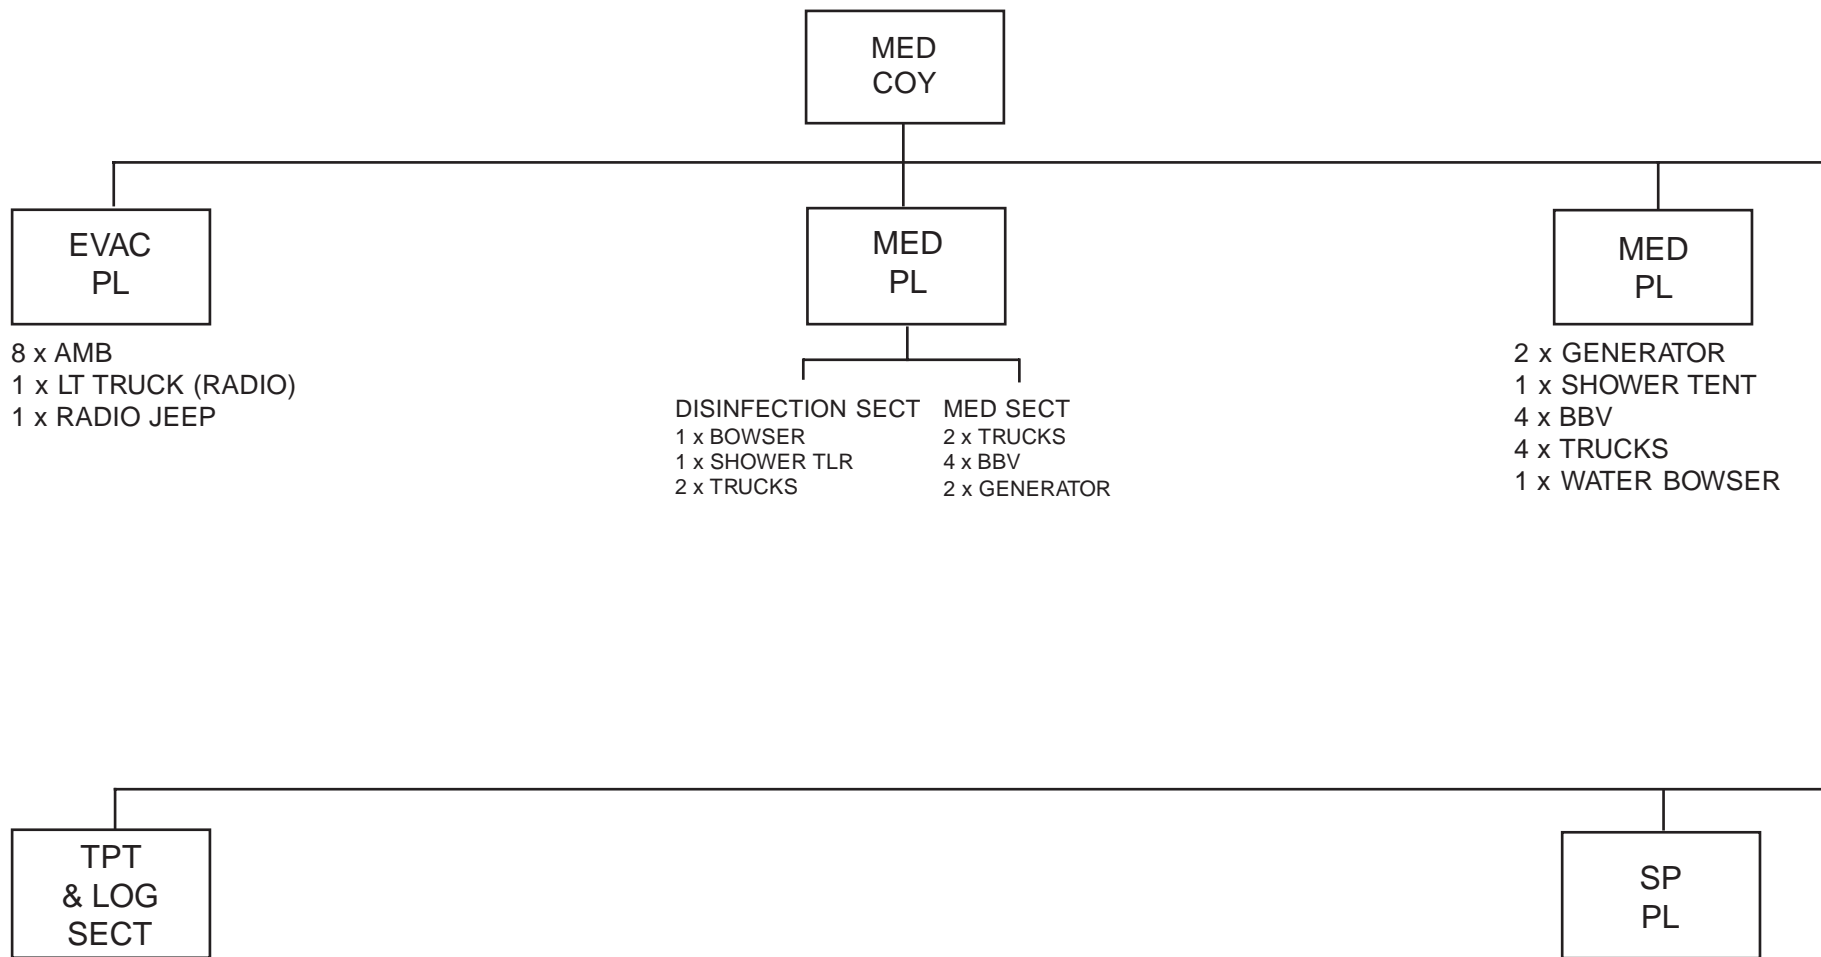 MED
COY
EVAC
PL
8 x AMB
1 x LT TRUCK (RADIO)
1 x RADIO JEEP
MED
PL
DISINFECTION SECT
1 x BOWSER
1 x SHOWER TLR
2 x TRUCKS
MED SECT
2 x TRUCKS
4 x BBV
2 x GENERATOR
MED
PL
2 x GENERATOR
1 x SHOWER TENT
4 x BBV
4 x TRUCKS
1 x WATER BOWSER
TPT
& LOG
SECT
SP
PL